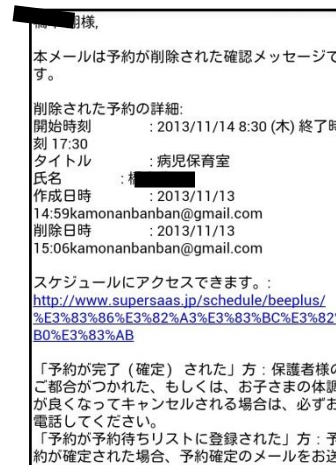 様,
本メールは予約が削除された確認メッセージで
す。
削除された予約の詳細:
開始時刻 : 2013/11/14 8:30 (木) 終了時
刻 17:30
タイトル : 病児保育室
氏名 :
作成日時 : 2013/11/13
14:59kamonanbanban@gmail.com
削除日時 : 2013/11/13
15:06kamonanbanban@gmail.com
スケジュールにアクセスできます。:
http://www.supersaas.jp/schedule/beeplus/
%E3%83%86%E3%82%A3%E3%83%BC%E3%82%
B0%E3%83%AB
「予約が完了（確定） された」方：保護者様の
ご都合がつかれた、もしくは、お子さまの体調
が良くなってキャンセルされる場合は、必ずお
電話してください。
「予約が予約待ちリストに登録された」方：予
約が確定された場合、予約確定のメールをお